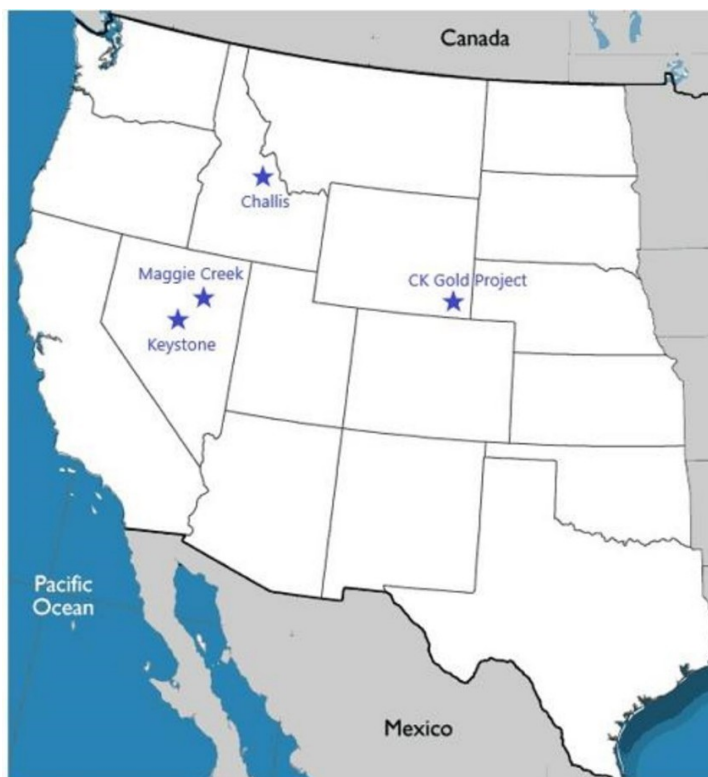 Canada
Challis
Maggie Creek
CK Gold Project
Keystone
Pacific
Ocean
Mexico